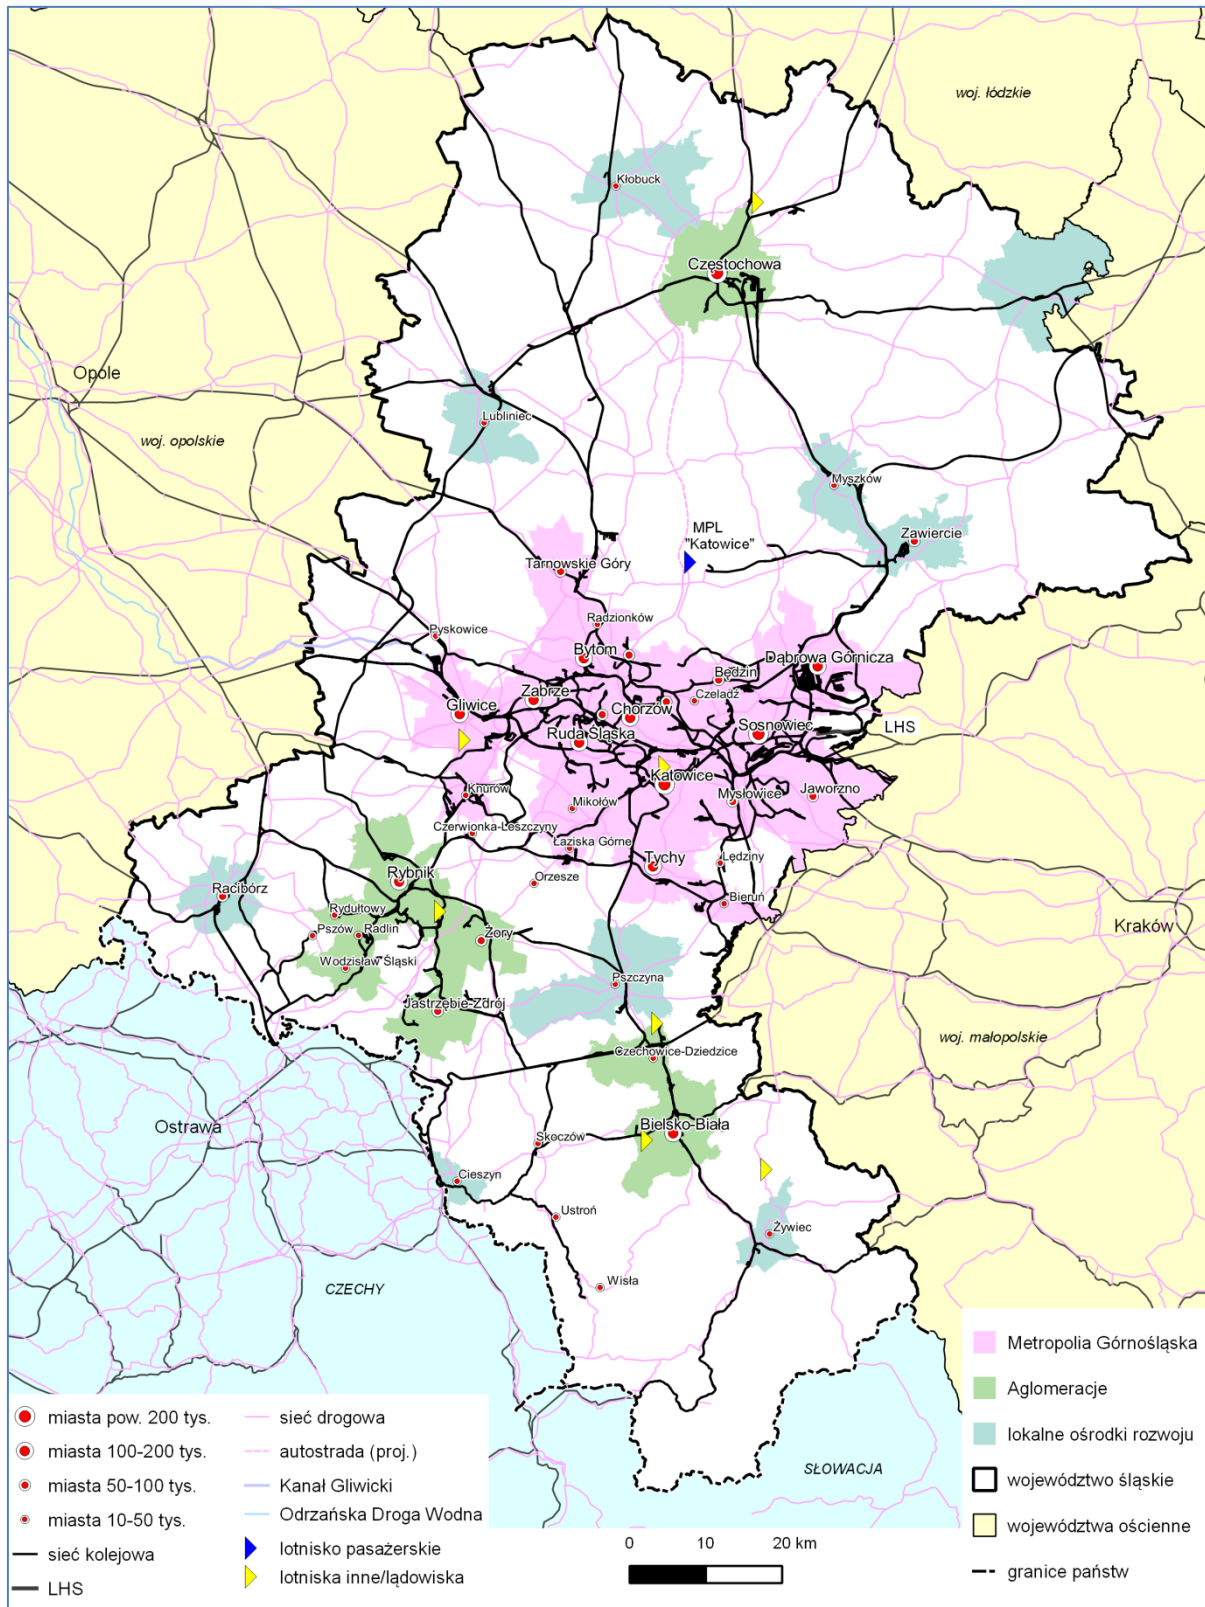 woj. łódzkie
Kłobuck
Częstochowa
Opole
woj. opolskie
Lubliniec
Myszków
MPL
"Katowice"
Zawiercie
Tarnowskie Góry
Radzionków
Pyskowice
Bytom
Dąbrowa Górnicza
Będzin
Zabrze
Czeladź
Gliwice
Chorzów
Sosnowiec
LHS
Ruda Śląska
Katowice
Knurów
Mysłowice
Jaworzno
Mikołów
Czerwionka-Leszczyny
Łaziska Górne
Tychy
Lędziny
Rybnik
Orzesze
Racibórz
Bieruń
Rydułtowy
Kraków
Pszów
Radlin
Żory
Wodzisław Śląski
Pszczyna
Jastrzębie-Zdrój
woj. małopolskie
Czechowice-Dziedzice
Ostrawa
Bielsko-Biała
Skoczów
Cieszyn
Ustroń
Żywiec
Wisła
CZECHY
SŁOWACJA
miasta pow. 200 tys.
miasta 100-200 tys.
miasta 50-100 tys.
miasta 10-50 tys.
sieć kolejowa
LHS
sieć drogowa
autostrada (proj.)
Kanał Gliwicki
Odrzańska Droga Wodna
lotnisko pasażerskie
lotniska inne/lądowiska
0 10 20 km
Metropolia Górnośląska
Aglomeracje
lokalne ośrodki rozwoju
województwo śląskie
województwa ościenne
granice państw